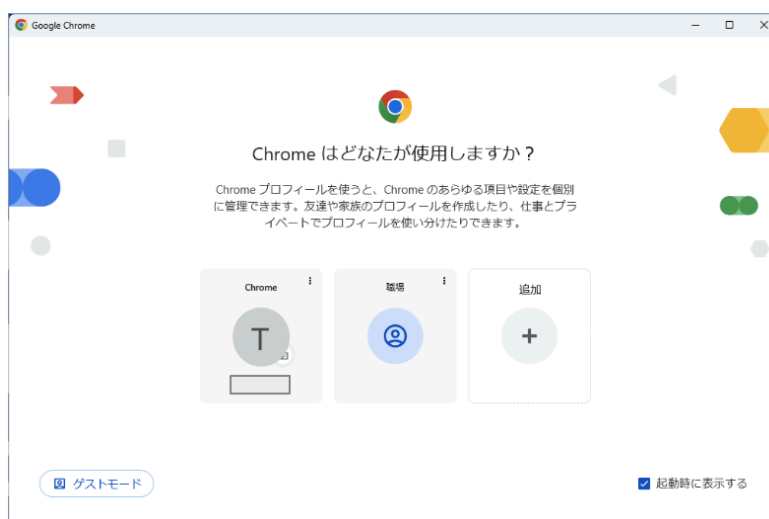 Google Chrome
Chrome はどなたが使用しますか？
Chrome プロフィールを使うと、Chrome のあらゆる項目や設定を個別
に管理できます。友達や家族のプロフィールを作成したり、仕事とプラ
イベートでプロフィールを使い分けたりできます。
Chrome
職場
追加
T
ゲストモード
起動時に表示する